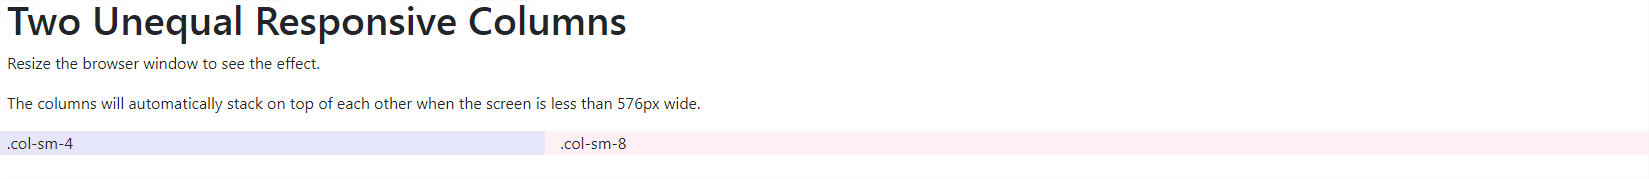 Two Unequal Responsive Columns
Resize the browser window to see the effect.
The columns will automatically stack on top of each other when the screen is less than 576px wide.
.col-sm-4 .col-sm-8